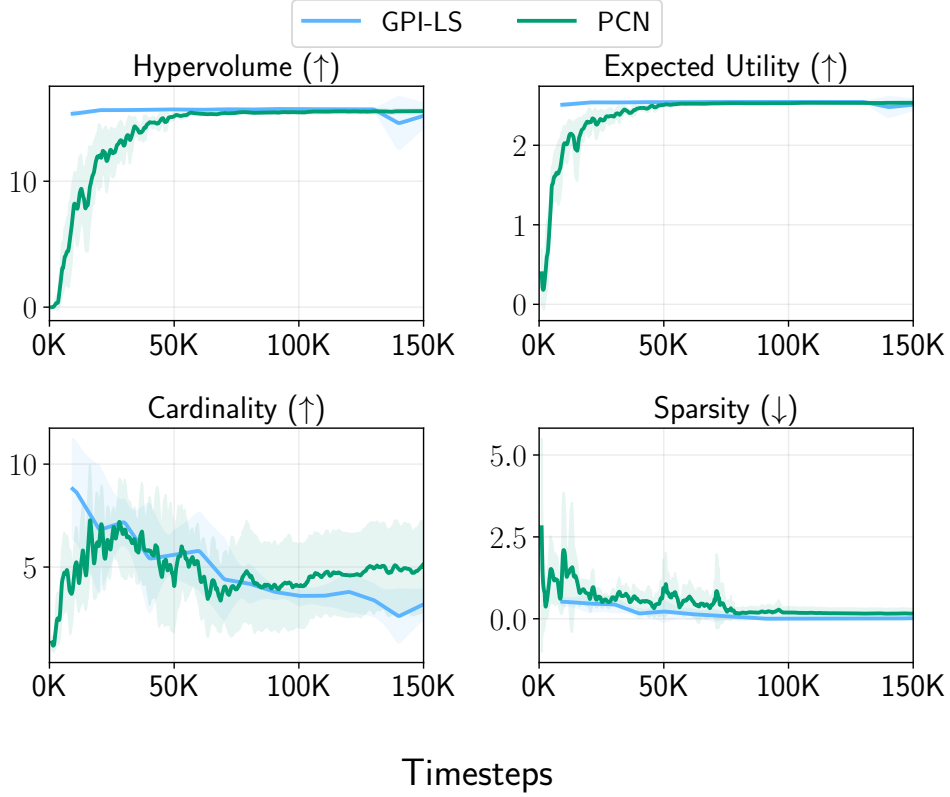 GPI-LS PCN
Hypervolume (↑) Expected Utility (↑)
10
0
0K 50K 100K 150K
2
1
0
0K 50K 100K 150K
Cardinality (↑) Sparsity (↓)
10
5
0K 50K 100K 150K
5.0
2.5
0.0
0K 50K 100K 150K
Timesteps